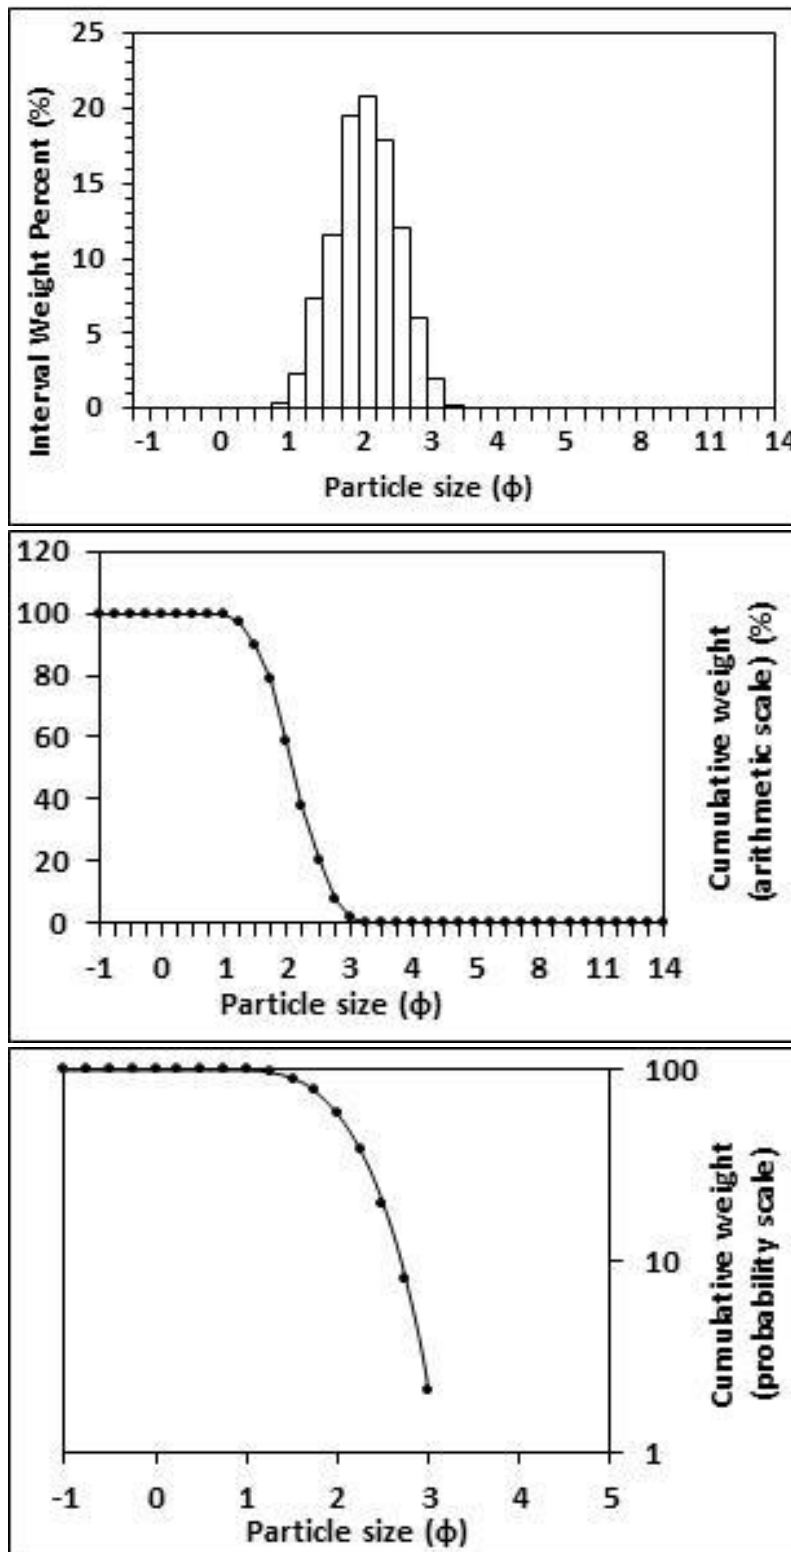 Interval Weight Percent (%)
25
20
15
10
5
0
-1 0 1 2 3 4 5 8 11 14
Particle size (ϕ)
120
100
80
60
40
20
0
-1 0 1 2 3 4 5 8 11 14
Particle size (ϕ)
Cumulative weight
(arithmetic scale) (%)
100
10
1
-1 0 1 2 3 4 5
Particle size (ϕ)
Cumulative weight
(probability scale)